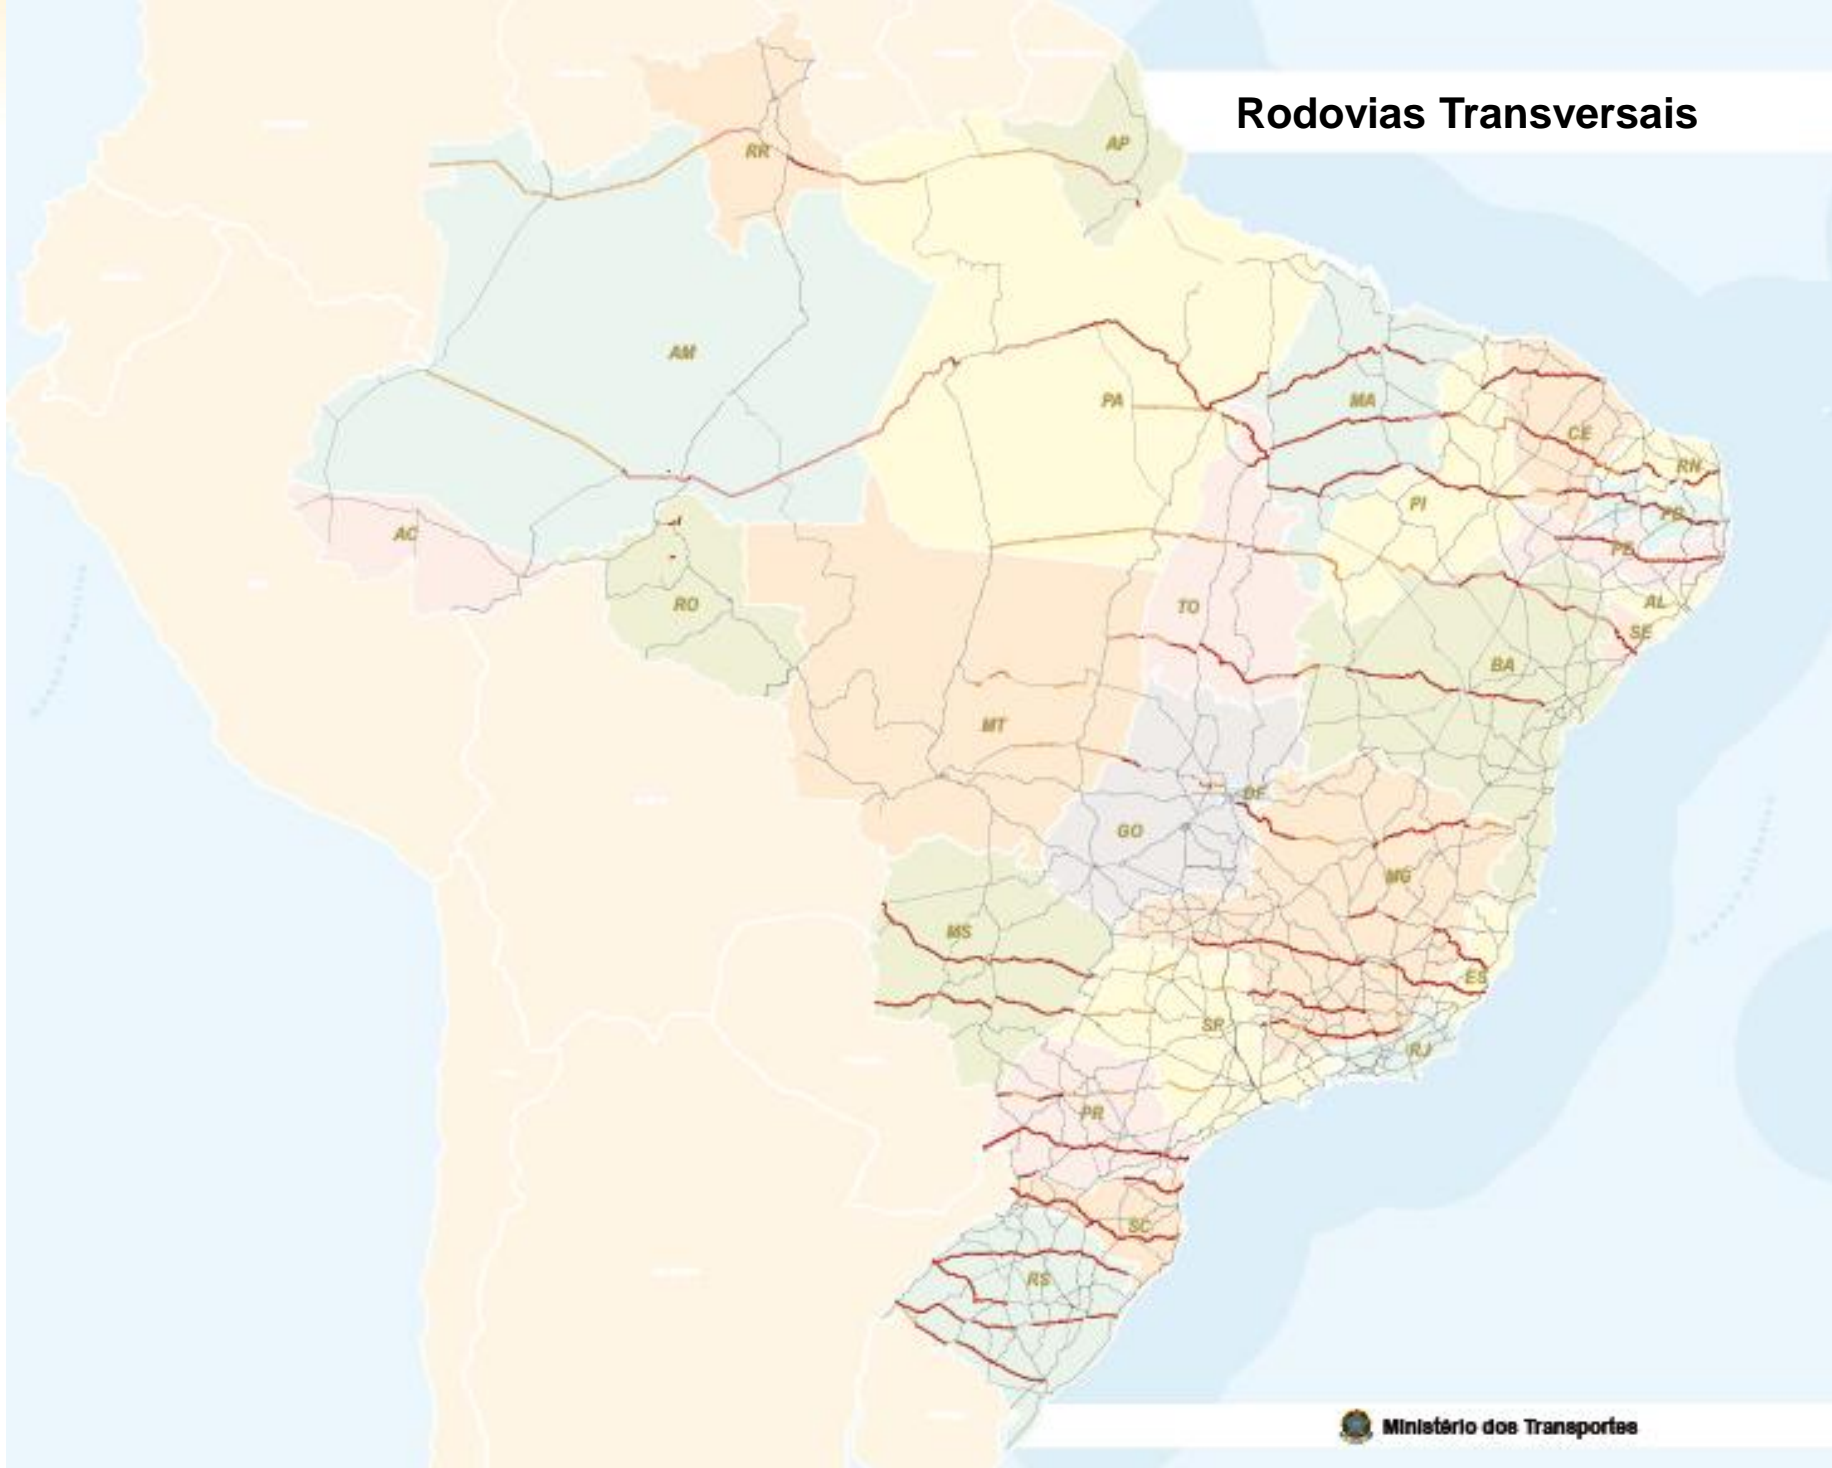 Rodovias Transversais
RR
AP
AM
PA
MA
CE
RN
PI
PB
PE
AC
RO
TO
AL
SE
BA
MT
DF
GO
MG
MS
ES
SP
RJ
PR
SC
RS
Ministério dos Transportes